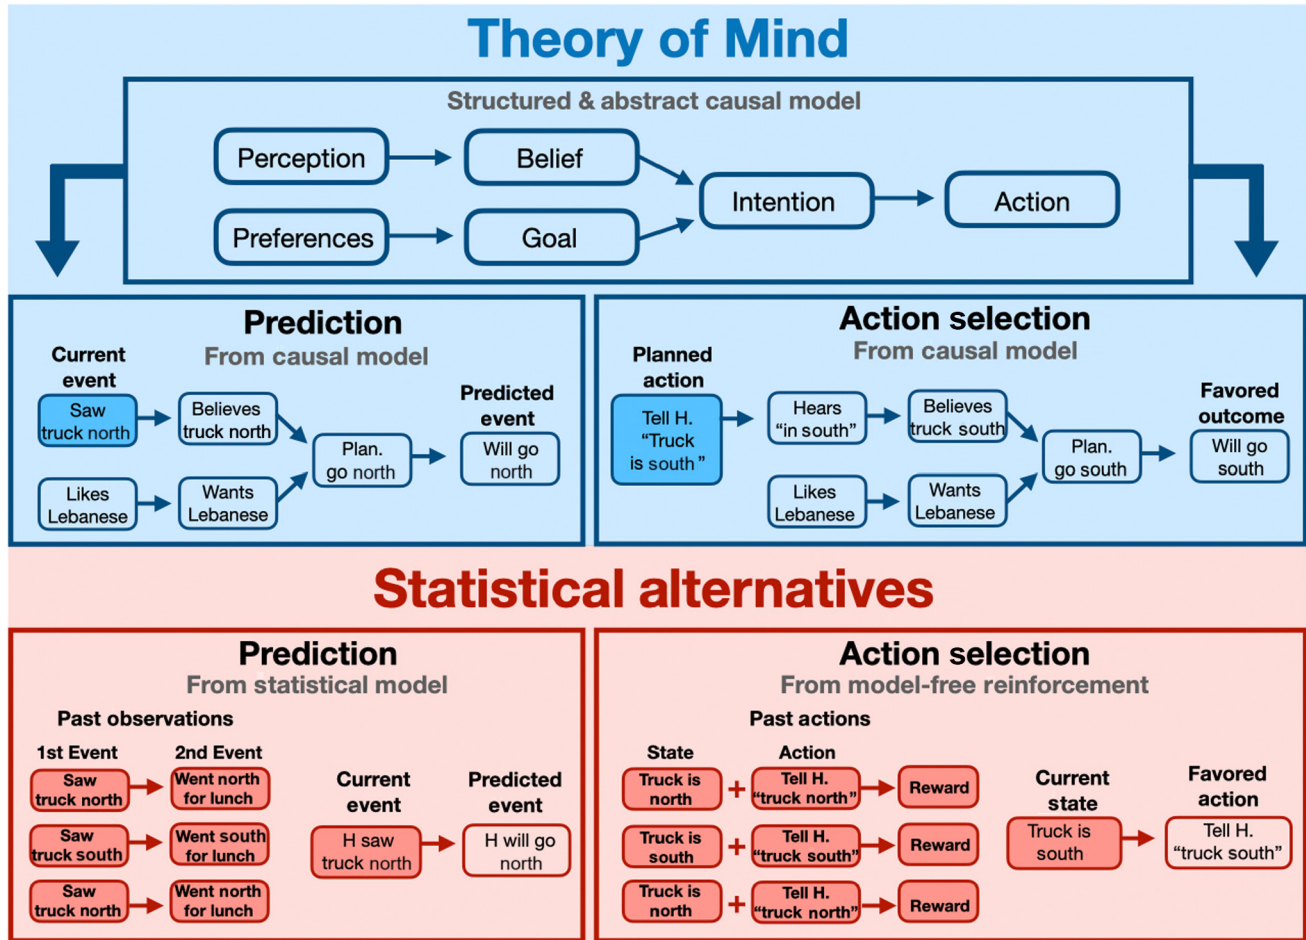 Theory of Mind
Structured & abstract causal model
Perception
Belief
Preferences
Goal
Intention
Action
Prediction
From causal model
Current
event
Saw
truck north
Believes
truck north
Likes
Lebanese
Wants
Lebanese
Plan.
go north
Predicted
event
Will go
north
Action selection
From causal model
Planned
action
Tell H.
“Truck
is south ”
Hears
“in south”
Believes
truck south
Likes
Lebanese
Wants
Lebanese
Plan.
go south
Favored
outcome
Will go
south
Statistical alternatives
Prediction
From statistical model
Past observations
1st Event
2nd Event
Saw
truck north
Went north
for lunch
Saw
truck south
Went south
for lunch
Saw
truck north
Went north
for lunch
Current
event
H saw
truck north
Predicted
event
H will go
north
Action selection
From model-free reinforcement
Past actions
State
Action
Truck is
north
+
Tell H.
“truck north”
Reward
Truck is
south
+
Tell H.
“truck south”
Reward
Truck is
north
+
Tell H.
“truck north”
Reward
Current
state
Truck is
south
Favored
action
Tell H.
“truck south”